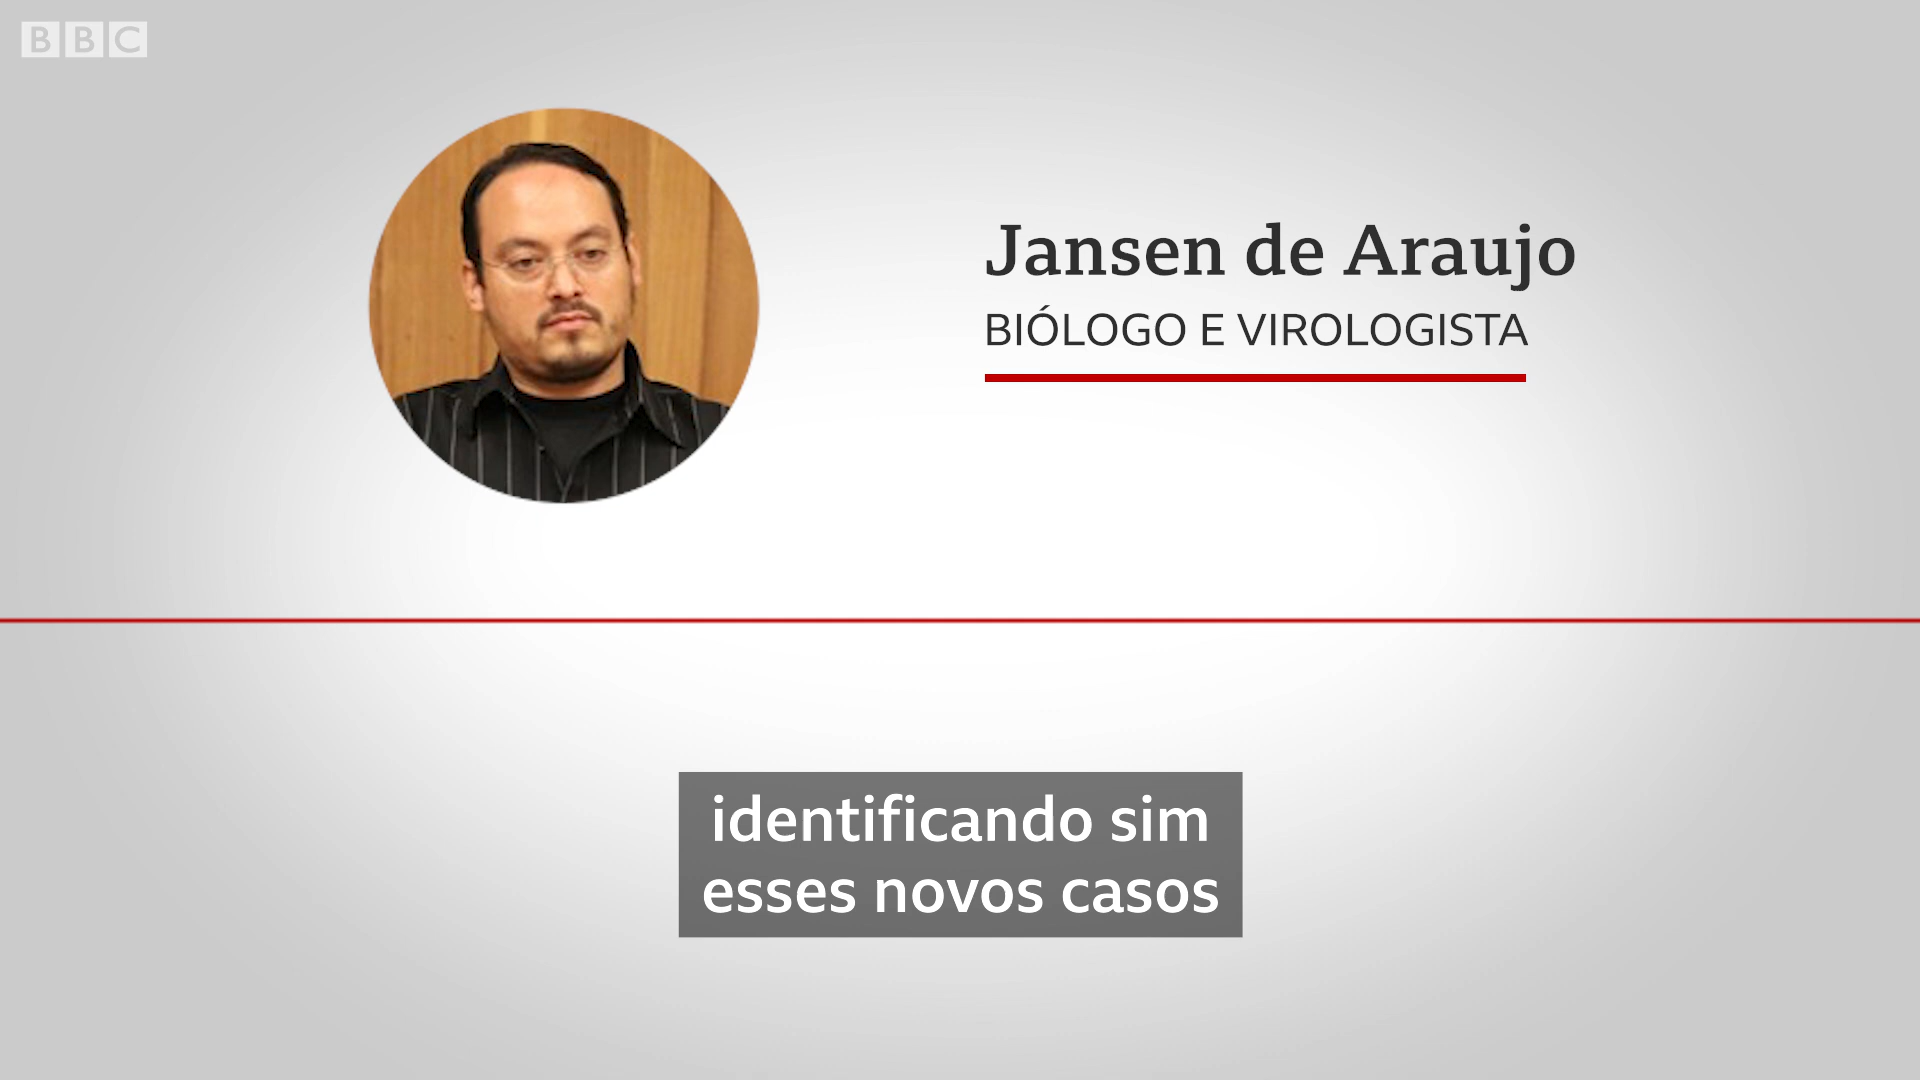 BBC
Jansen de Araujo
BIÓLOGO E VIROLOGISTA
identificando sim
esses novos casos